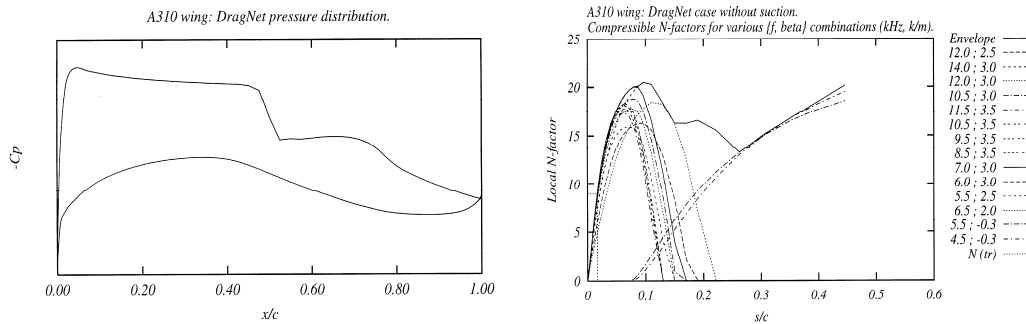 A310 wing: DragNet pressure distribution.
-Cp
0.00 0.20 0.40 0.60 0.80 1.00
x/c
A310 wing: DragNet case without suction.
Compressible N-factors for various {f, beta} combinations (kHz, k/m).
25
20
15
10
5
0
Local N-factor
0 0.1 0.2 0.3 0.4 0.5 0.6
s/c
Envelope
12.0 ; 2.5
14.0 ; 3.0
12.0 ; 3.0
10.5 ; 3.0
11.5 ; 3.5
10.5 ; 3.5
9.5 ; 3.5
8.5 ; 3.5
7.0 ; 3.0
6.0 ; 3.0
5.5 ; 2.5
6.5 ; 2.0
5.5 ; -0.3
4.5 ; -0.3
N (tr)